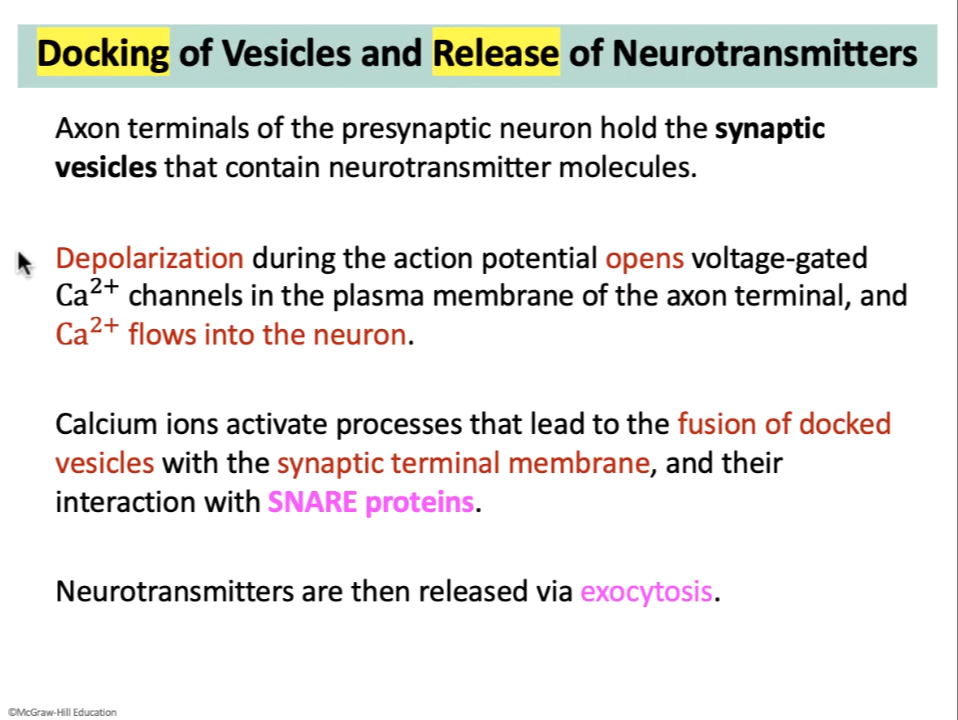 Docking of Vesicles and Release of Neurotransmitters
Axon terminals of the presynaptic neuron hold the synaptic
vesicles that contain neurotransmitter molecules.
Depolarization during the action potential opens voltage-gated
Ca²⁺ channels in the plasma membrane of the axon terminal, and
Ca²⁺ flows into the neuron.
Calcium ions activate processes that lead to the fusion of docked
vesicles with the synaptic terminal membrane, and their
interaction with SNARE proteins.
Neurotransmitters are then released via exocytosis.
©McGraw-Hill Education